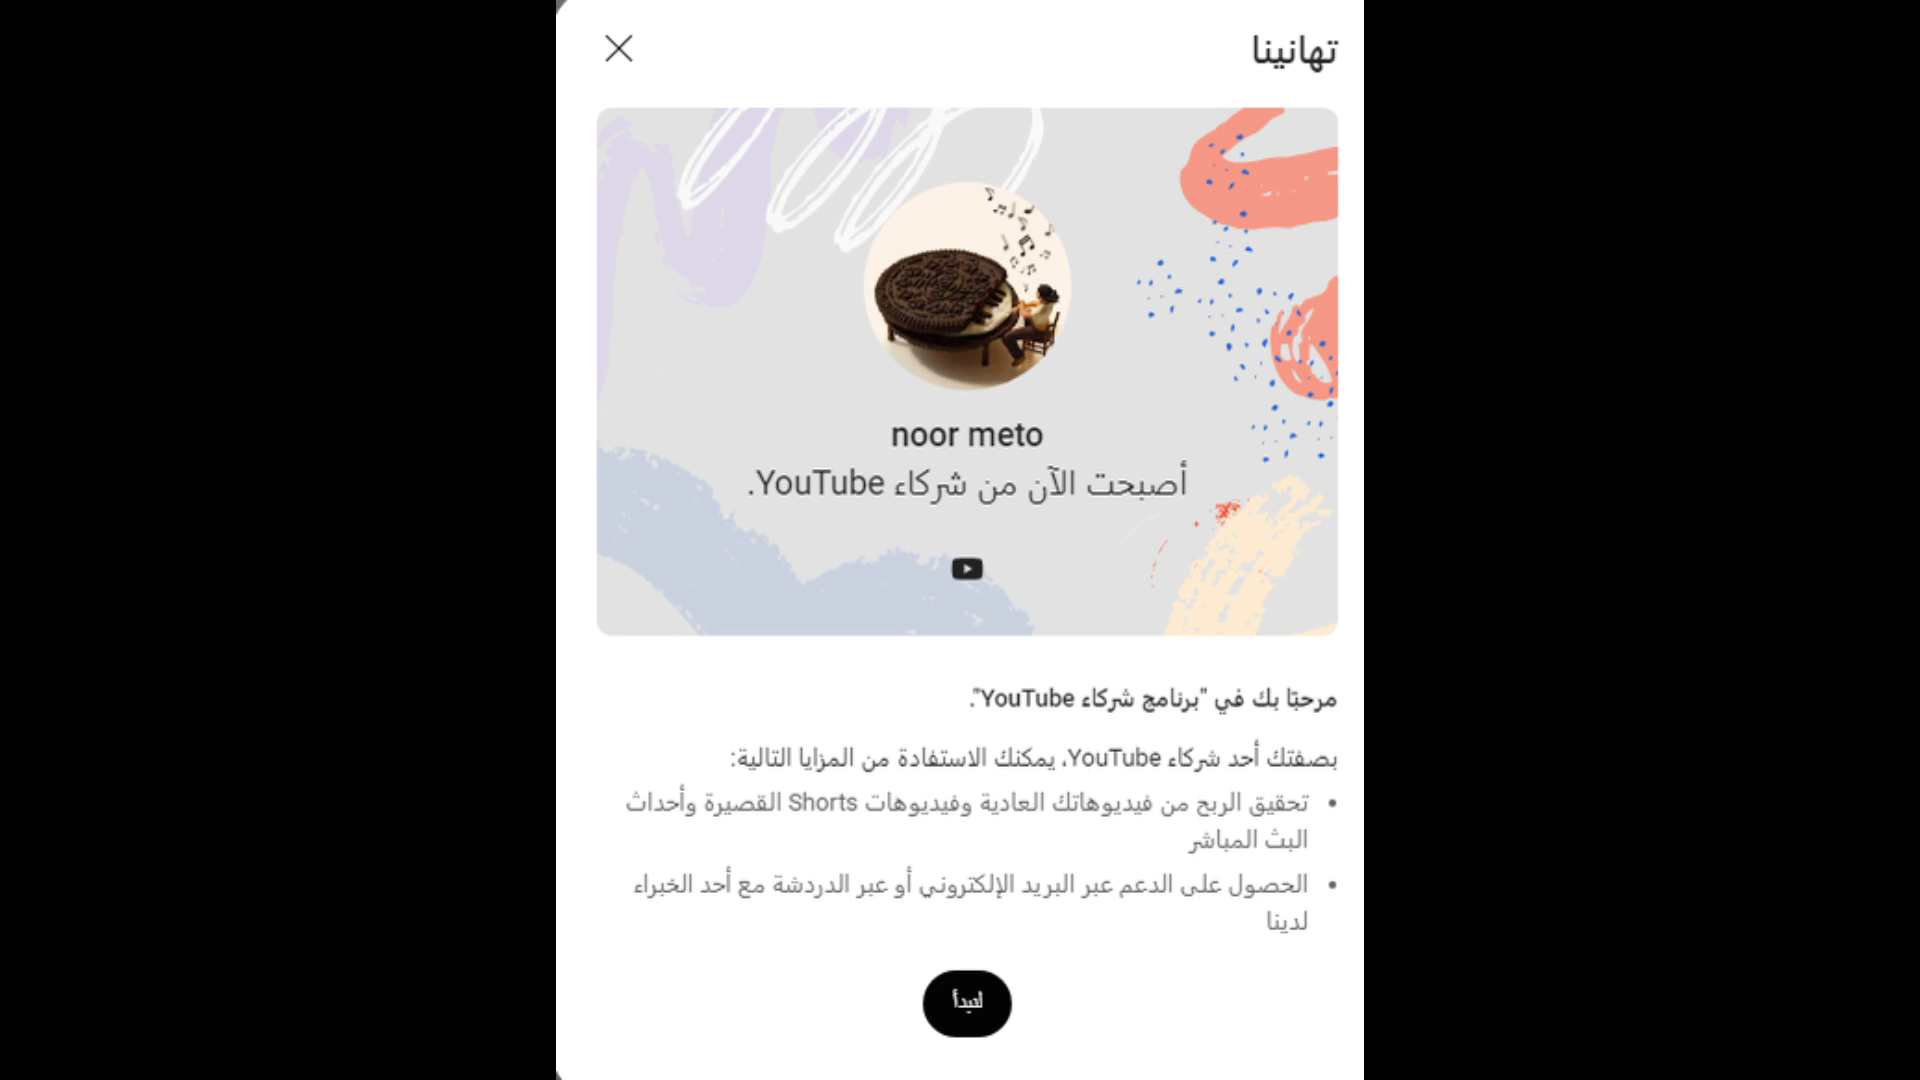 تهانينا
noor meto
أصبحت الآن من شركاء YouTube.
مرحبًا بك في "برنامج شركاء YouTube".
بصفتك أحد شركاء YouTube، يمكنك الاستفادة من المزايا التالية:
• تحقيق الربح من فيديوهاتك العادية وفيديوهات Shorts القصيرة وأحداث
البث المباشر
• الحصول على الدعم عبر البريد الإلكتروني أو عبر الدردشة مع أحد الخبراء
لدينا
لنبدأ